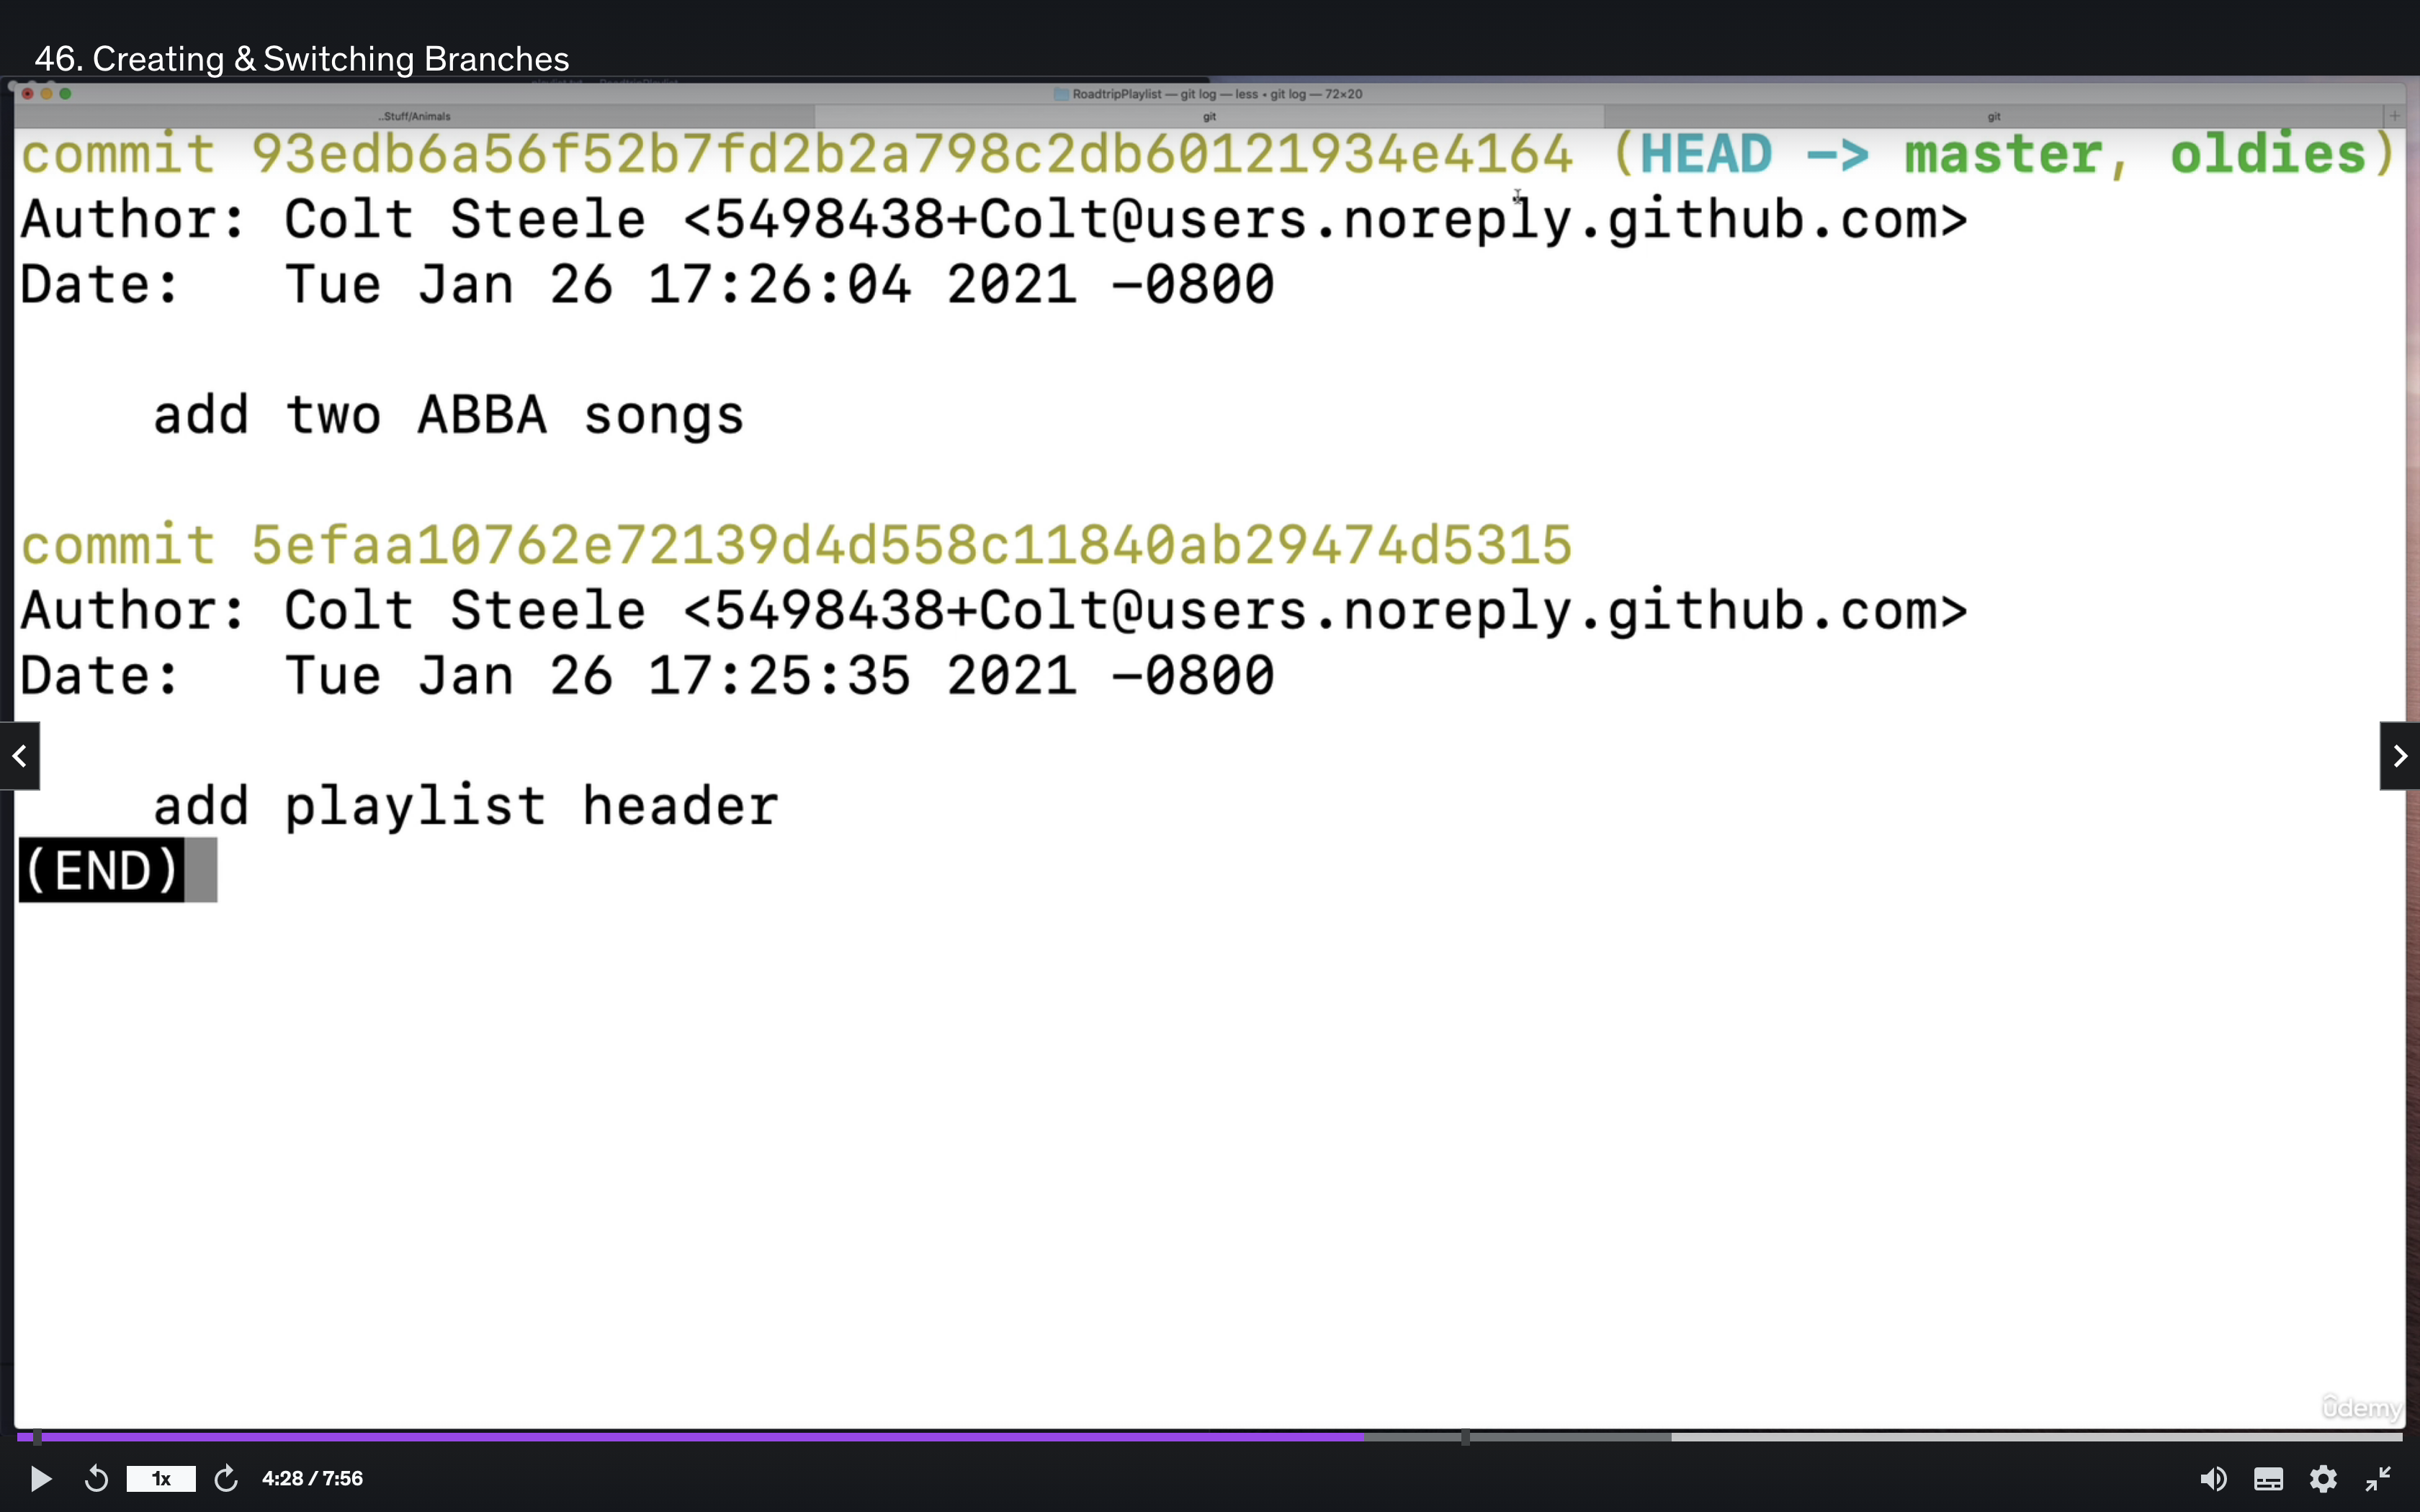 46. Creating & Switching Branches
RoadtripPlaylist — git log — less • git log — 72×20
..Stuff/Animals
git
git
+
commit 93edb6a56f52b7fd2b2a798c2db60121934e4164 (HEAD -> master, oldies)
Author: Colt Steele <5498438+Colt@users.noreply.github.com>
Date:   Tue Jan 26 17:26:04 2021 -0800
add two ABBA songs
commit 5efaa10762e72139d4d558c11840ab29474d5315
Author: Colt Steele <5498438+Colt@users.noreply.github.com>
Date:   Tue Jan 26 17:25:35 2021 -0800
add playlist header
(END)
ûdemy
1x
4:28 / 7:56